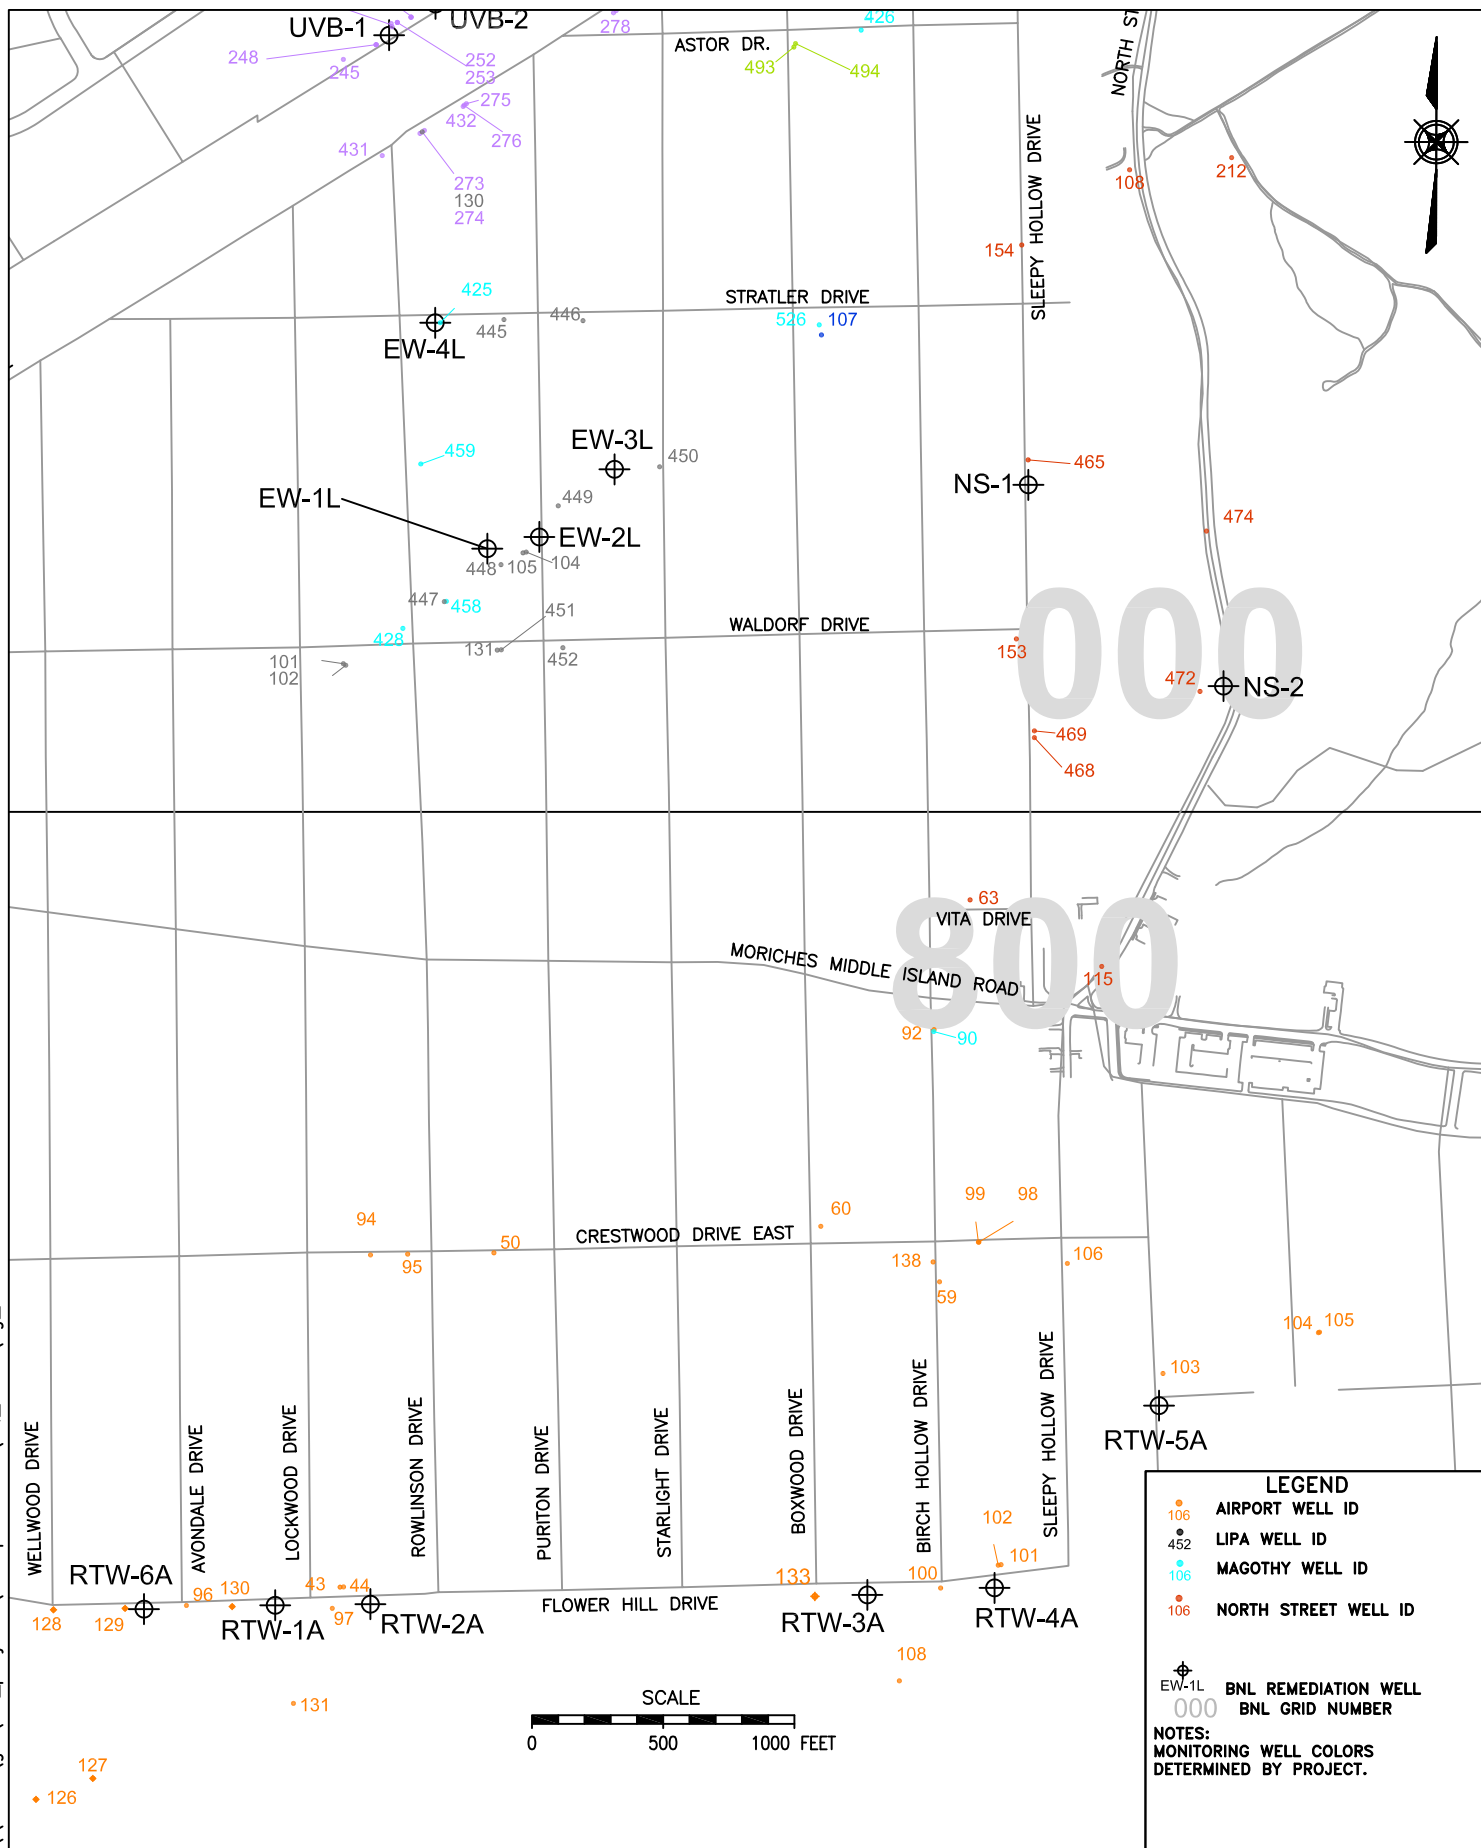 UVB-1
UVB-2
278
426
ASTOR DR.
493
494
248
245
252
253
275
432
276
431
273
130
274
NORTH ST
108
212
SLEEPY HOLLOW DRIVE
154
STRATLER DRIVE
425
445
446
526
107
EW-4L
459
EW-3L
450
465
NS-1
EW-1L
449
EW-2L
474
448
105
104
447
458
451
428
WALDORF DRIVE
131
452
153
101
102
000
472
NS-2
469
468
63
VITA DRIVE
800
MORICHES MIDDLE ISLAND ROAD
115
92
90
94
95
50
CRESTWOOD DRIVE EAST
60
99
98
138
59
106
104
105
103
RTW-5A
WELLWOOD DRIVE
AVONDALE DRIVE
LOCKWOOD DRIVE
ROWLINSON DRIVE
PURITON DRIVE
STARLIGHT DRIVE
BOXWOOD DRIVE
BIRCH HOLLOW DRIVE
SLEEPY HOLLOW DRIVE
102
101
100
RTW-6A
128
129
96
130
RTW-1A
43
44
97
RTW-2A
FLOWER HILL DRIVE
133
RTW-3A
RTW-4A
108
131
127
126
SCALE
0 500 1000 FEET
LEGEND
106 AIRPORT WELL ID
452 LIPA WELL ID
106 MAGOTHY WELL ID
106 NORTH STREET WELL ID
EW-1L BNL REMEDIATION WELL
000 BNL GRID NUMBER
NOTES:
MONITORING WELL COLORS
DETERMINED BY PROJECT.